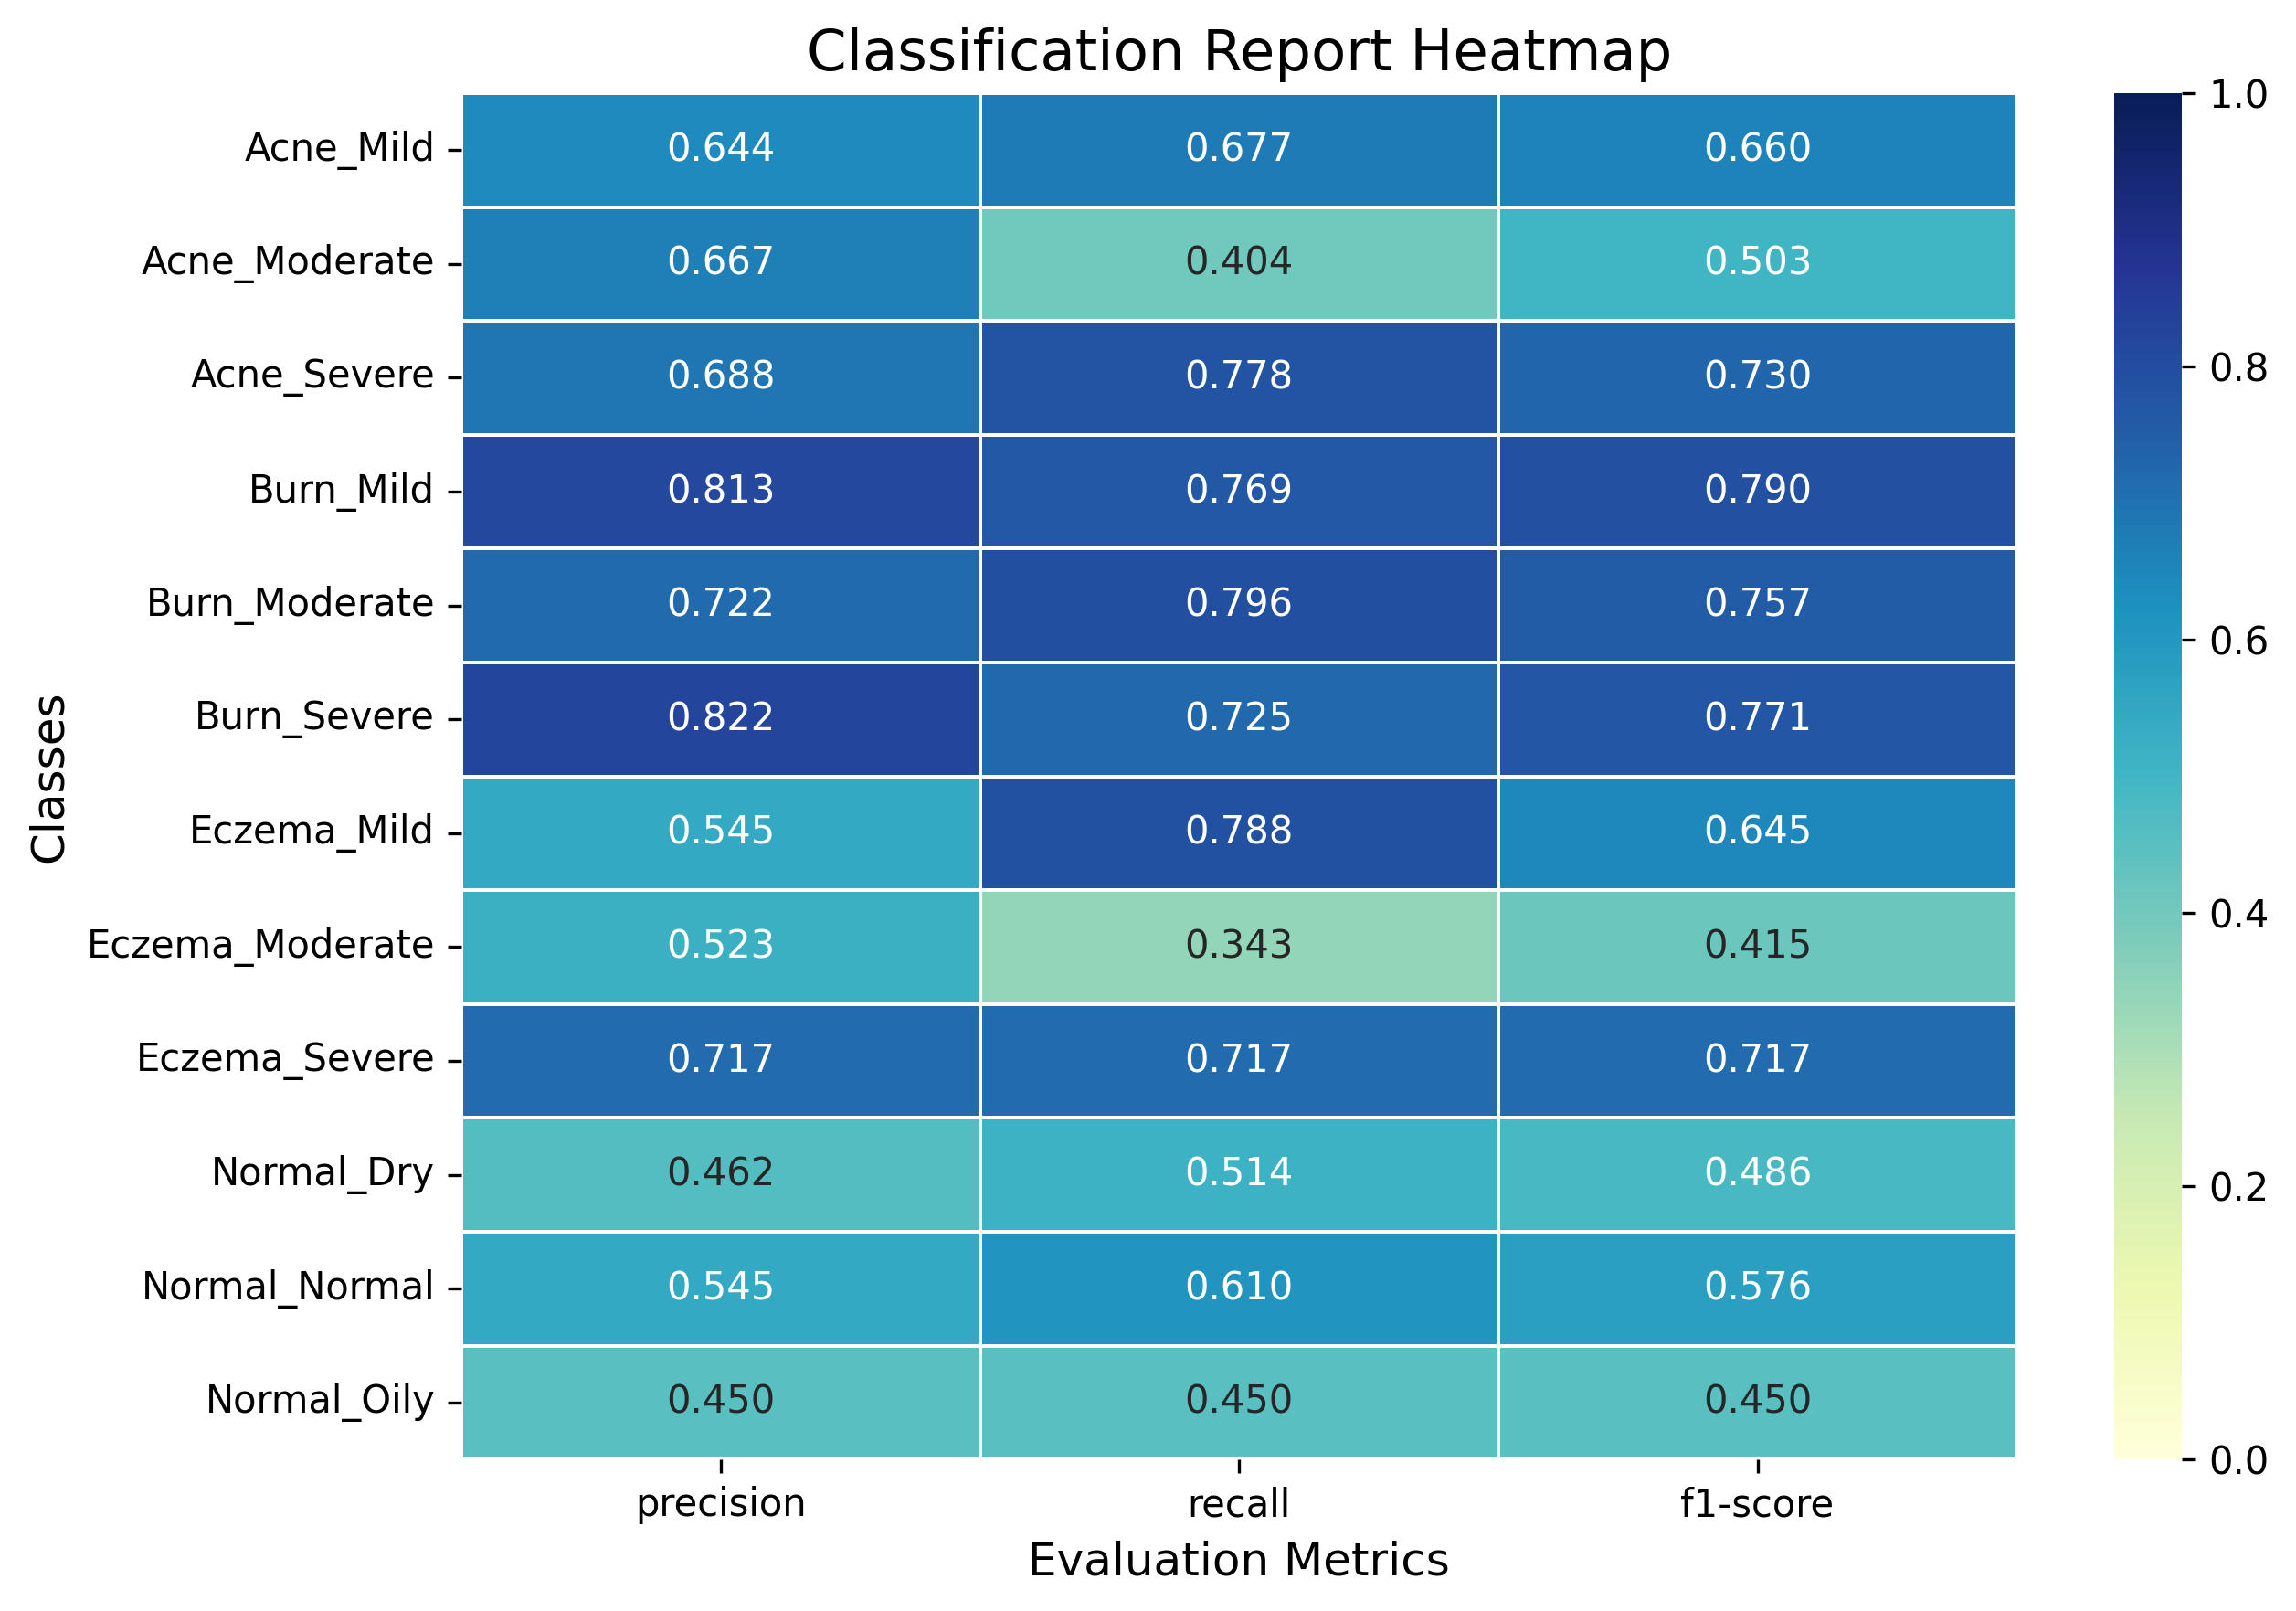 Classification Report Heatmap
Acne_Mild 0.644 0.677 0.660
Acne_Moderate 0.667 0.404 0.503
Acne_Severe 0.688 0.778 0.730
Burn_Mild 0.813 0.769 0.790
Burn_Moderate 0.722 0.796 0.757
Burn_Severe 0.822 0.725 0.771
Eczema_Mild 0.545 0.788 0.645
Eczema_Moderate 0.523 0.343 0.415
Eczema_Severe 0.717 0.717 0.717
Normal_Dry 0.462 0.514 0.486
Normal_Normal 0.545 0.610 0.576
Normal_Oily 0.450 0.450 0.450
precision recall f1-score
Evaluation Metrics
Classes
1.0
0.8
0.6
0.4
0.2
0.0